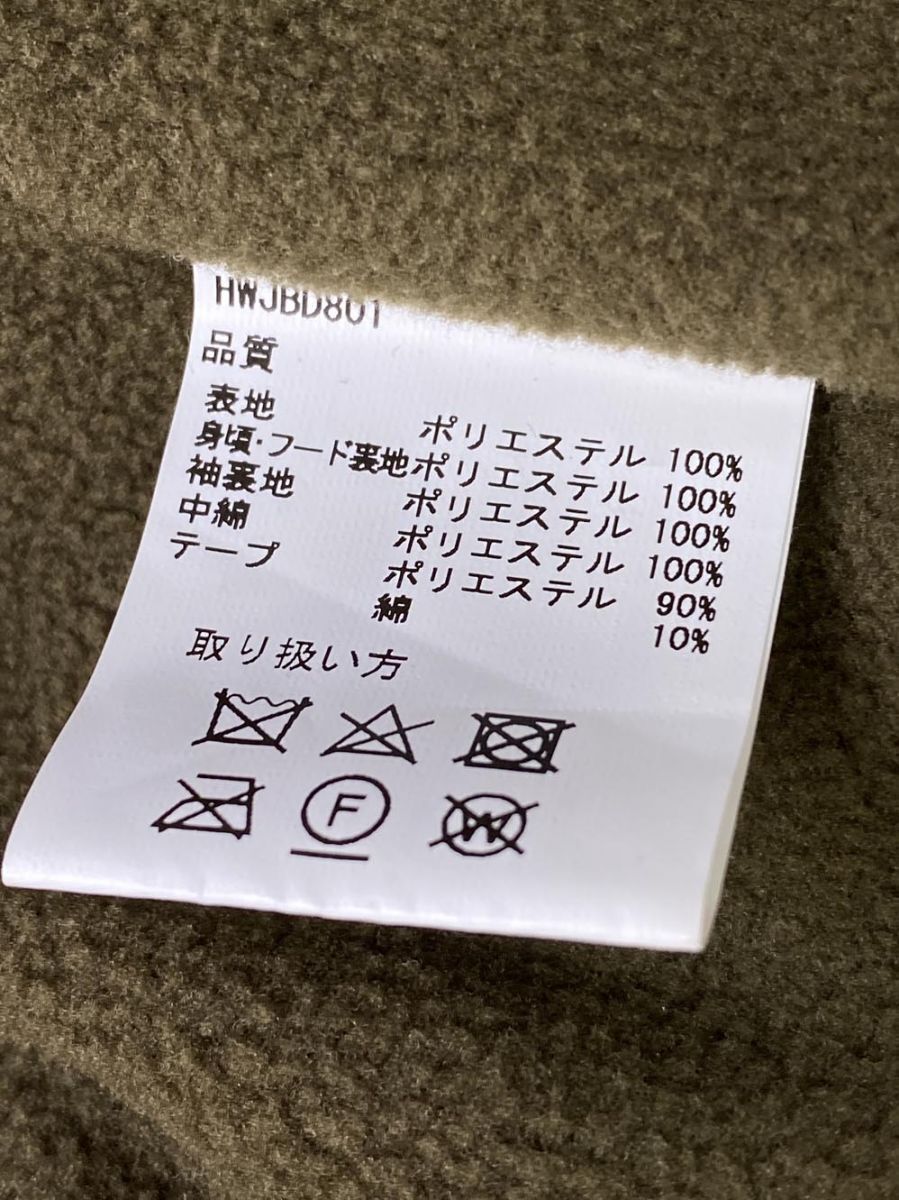 HWJBD801
品質
表地 ポリエステル 100%
身頃・フード裏地 ポリエステル 100%
袖裏地 ポリエステル 100%
中綿 ポリエステル 100%
テープ ポリエステル 90%
綿 10%
取り扱い方
F
W